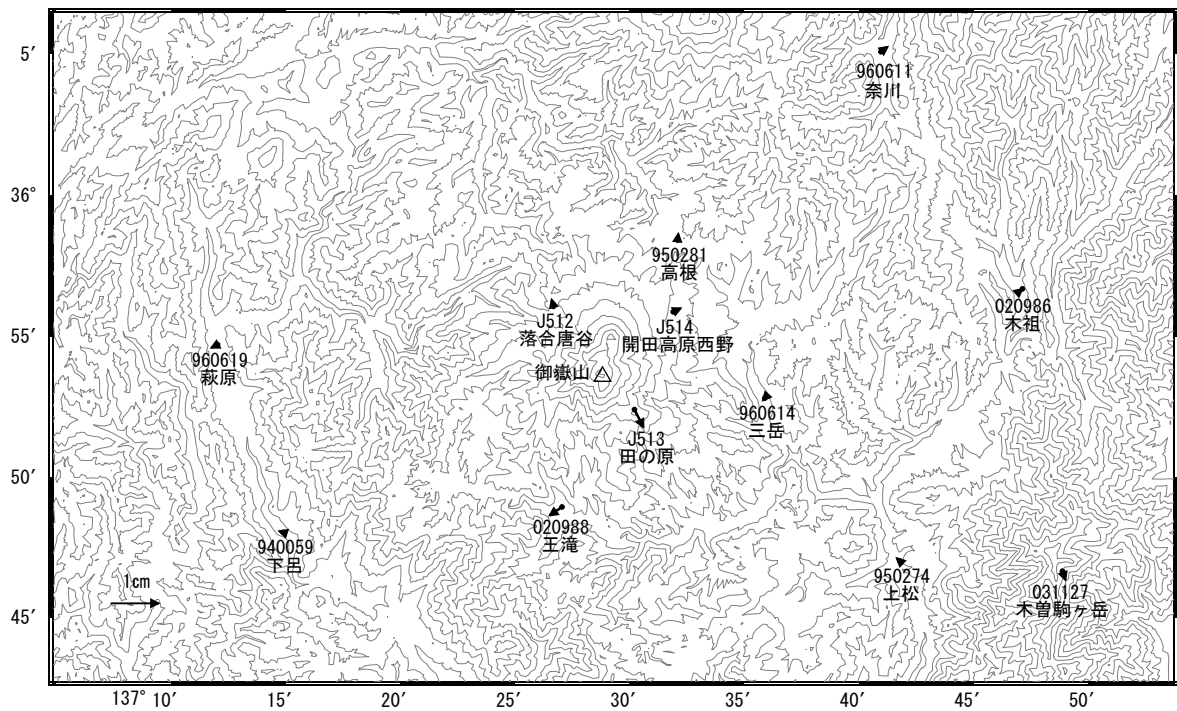 5′
960611
奈川
36°
950281
高根
020986
木祖
J512
落合唐谷
J514
開田高原西野
55′
960619
萩原
御嶽山
960614
三岳
J513
田の原
50′
020988
王滝
940059
下呂
950274
上松
031127
木曽駒ヶ岳
1cm
45′
137° 10′ 15′ 20′ 25′ 30′ 35′ 40′ 45′ 50′